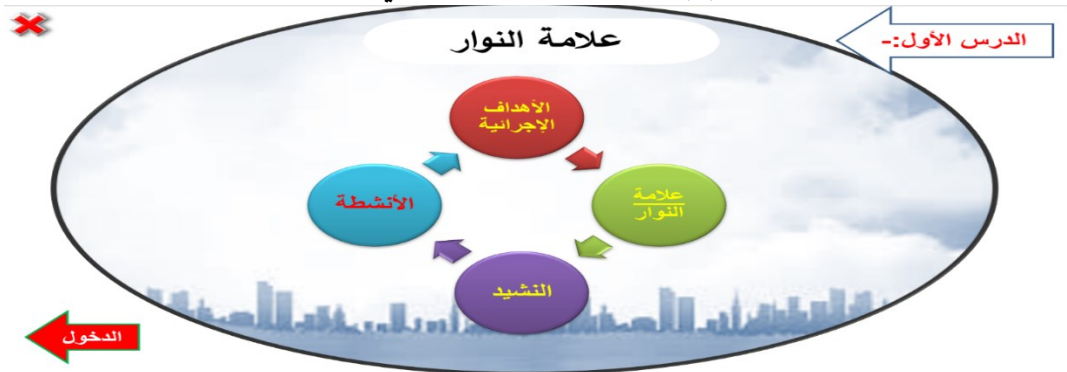 الدرس الأول:-
علامة النوار
الأهداف
الإجرائية
علامة
النوار
النشيد
الأنشطة
الدخول